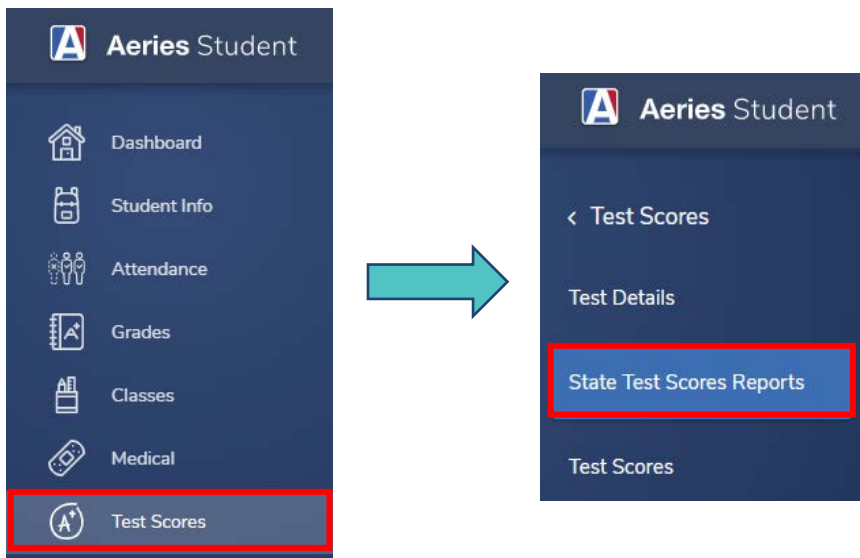 Aeries Student
Dashboard
Student Info
Attendance
Grades
Classes
Medical
Test Scores
Aeries Student
< Test Scores
Test Details
State Test Scores Reports
Test Scores